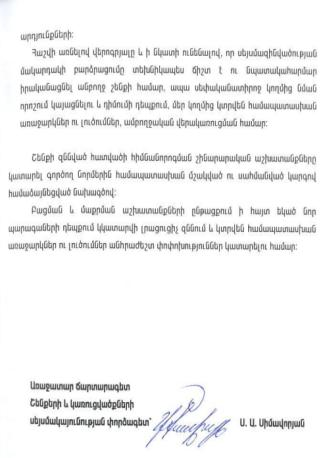 արդյունքների:
Հաշվի առնելով վերոգրյալը և ի նկատի ունենալով, որ սեյսմազինվածության
մակարդակի բարձրացումը տեխնիկապես ճիշտ է ու նպատակահարմար
իրականացնել անբողջ շենքի համար, ապա սեփականատիրոջ կողմից նման
որոշում կայացնելու և դիմումի դեպքում, մեր կողմից կտրվեն համապատասխան
առաջարկներ ու լուծումներ, ամբողջական վերակառուցման համար:
Շենքի զննված հատվածի հիմնանորոգման շինարարական աշխատանքները
կատարել գործող նորմերին համապատասխան մշակված ու սահմանված կարգով
համաձայնեցված նախագծով:
Բացման և մաքրման աշխատանքների ընթացքում ի հայտ եկած նոր
պարագաների դեպքում կկատարվի լրացուցիչ զննում և կտրվեն համապատասխան
առաջարկներ ու լուծումներ անհրաժեշտ փոփոխություններ կատարելու համար:
Առաջատար ճարտարագետ
Շենքերի և կառուցվածքների
սեյսմակայունության փորձագետ՝ Ս. Ա. Սիմավորյան